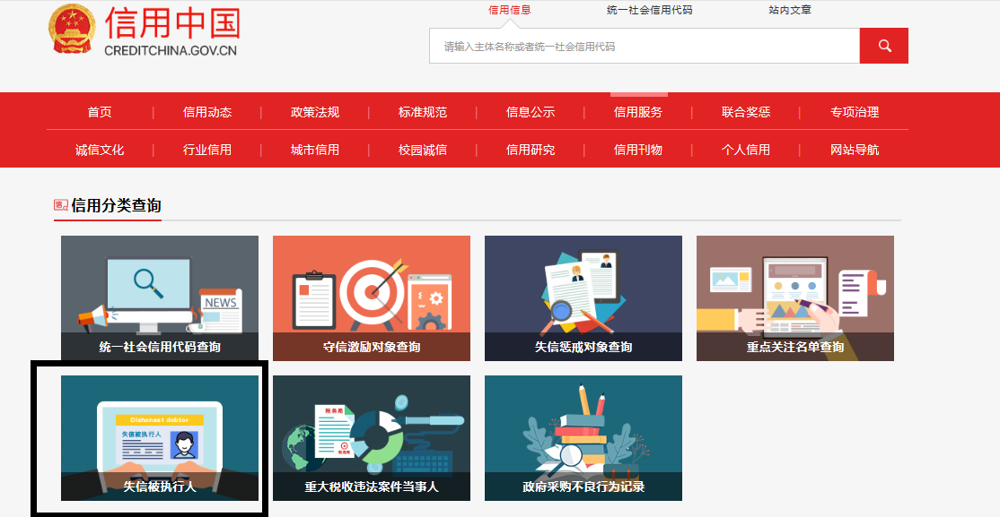 信用中国
CREDITCHINA.GOV.CN
信用信息 统一社会信用代码 站内文章
请输入主体名称或者统一社会信用代码
首页 | 信用动态 | 政策法规 | 标准规范 | 信息公示 | 信用服务 | 联合奖惩 | 专项治理
诚信文化 | 行业信用 | 城市信用 | 校园诚信 | 信用研究 | 信用刊物 | 个人信用 | 网站导航
信用分类查询
NEWS
统一社会信用代码查询
守信激励对象查询
失信惩戒对象查询
重点关注名单查询
Dishonest debtor
失信被执行人
失信被执行人
税务局
重大税收违法案件当事人
政府采购不良行为记录